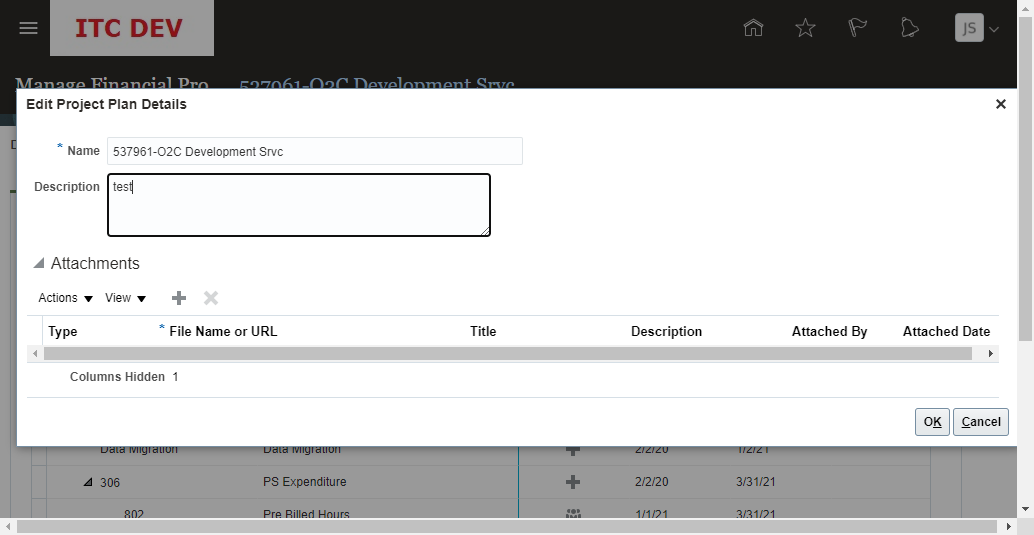 ITC DEV
JS
Manage Financial Pro 537961-O2C Development Srvc
Edit Project Plan Details
* Name 537961-O2C Development Srvc
Description test
Attachments
Actions View
Type * File Name or URL Title Description Attached By Attached Date
Columns Hidden 1
OK Cancel
Data Migration Data Migration 2/2/20 1/2/21
306 PS Expenditure 2/2/20 3/31/21
802 Pre Billed Hours 1/1/21 3/31/21